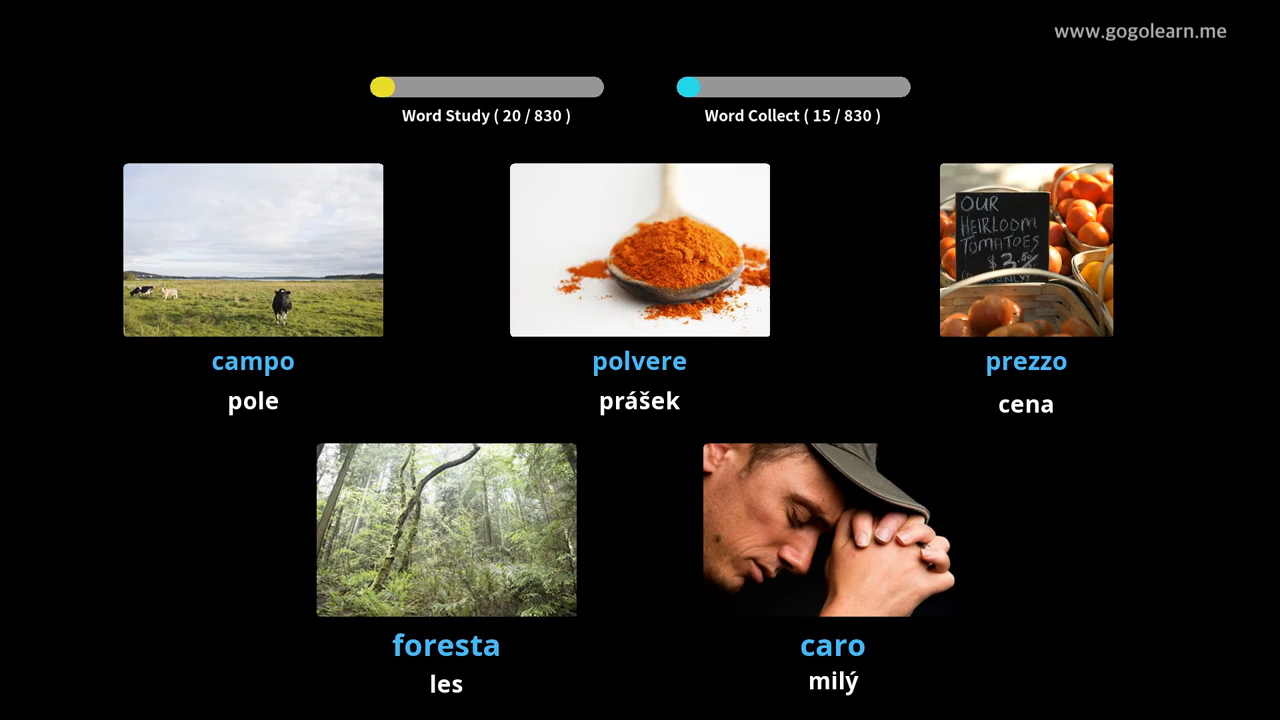 www.gogolearn.me
Word Study ( 20 / 830 )
Word Collect ( 15 / 830 )
OUR
HEIRLOOM
TOMATOES
campo
polvere
prezzo
pole
prášek
cena
foresta
caro
les
milý